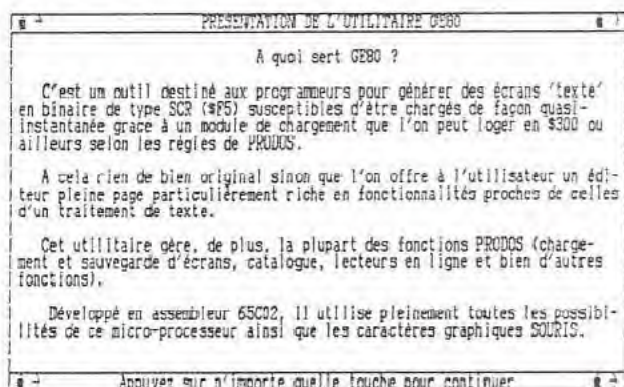 PRESENTATION DE L'UTILITAIRE GE80
A quoi sert GE80 ?
C'est un outil destiné aux programmeurs pour générer des écrans 'texte'
en binaire de type SCR ($F5) susceptibles d'être chargés de façon quasi-
instantanée grace à un module de chargement que l'on peut loger en $300 ou
ailleurs selon les règles de PRODOS.
A cela rien de bien original sinon que l'on offre à l'utilisateur un édi-
teur pleine page particulièrement riche en fonctionnalités proches de celles
d'un traitement de texte.
Cet utilitaire gère, de plus, la plupart des fonctions PRODOS (charge-
ment et sauvegarde d'écrans, catalogue, lecteurs en ligne et bien d'autres
fonctions).
Développé en assembleur 65C02, il utilise pleinement toutes les possibi-
lités de ce micro-processeur ainsi que les caractères graphiques SOURIS.
Appuyez sur n'importe quelle touche pour continuer